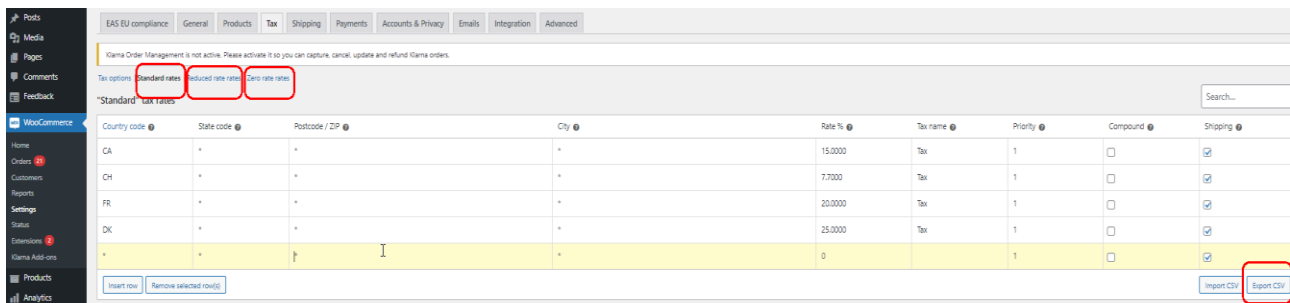 Posts
Media
Pages
Comments
Feedback
WooCommerce
Home
Orders 21
Customers
Reports
Settings
Status
Extensions 2
Klarna Add-ons
Products
Analytics
EAS EU compliance General Products Tax Shipping Payments Accounts & Privacy Emails Integration Advanced
Klarna Order Management is not active. Please activate it so you can capture, cancel, update and refund Klarna orders.
Tax options Standard rates Reduced rate rates Zero rate rates
"Standard" tax rates
Search...
Country code State code Postcode / ZIP City Rate % Tax name Priority Compound Shipping
CA * * * 15.0000 Tax 1
CH * * * 7.7000 Tax 1
FR * * * 20.0000 Tax 1
DK * * * 25.0000 Tax 1
* * * * 0 1
Insert row Remove selected row(s) Import CSV Export CSV